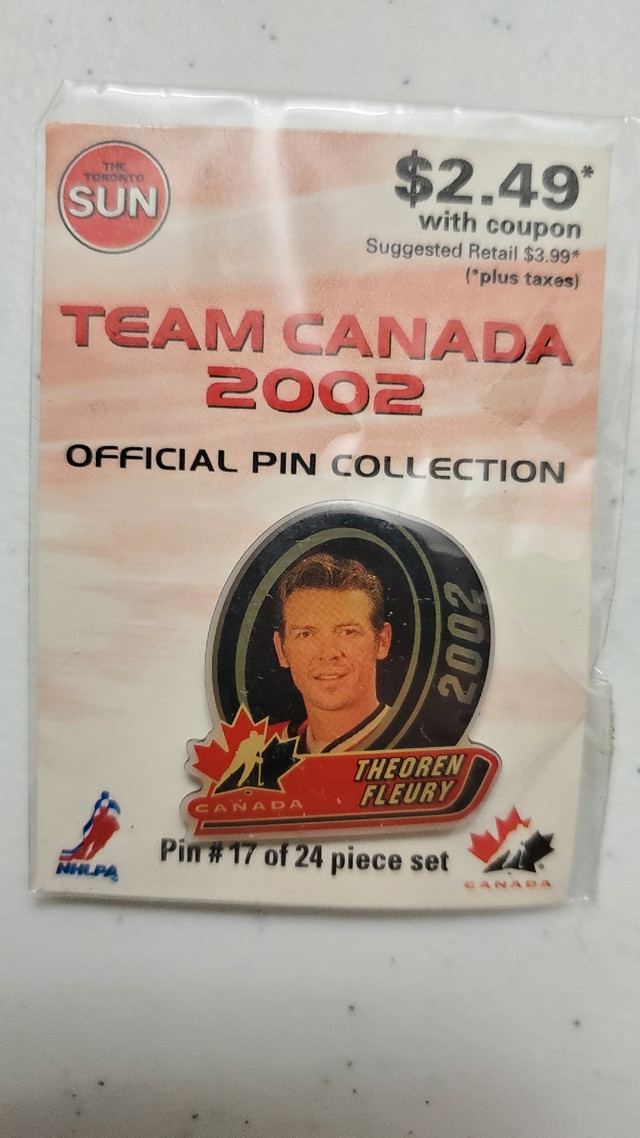 THE
TORONTO
SUN
$2.49*
with coupon
Suggested Retail $3.99*
(*plus taxes)
TEAM CANADA
2002
OFFICIAL PIN COLLECTION
2002
CANADA
THEOREN
FLEURY
NHLPA
Pin # 17 of 24 piece set
CANADA